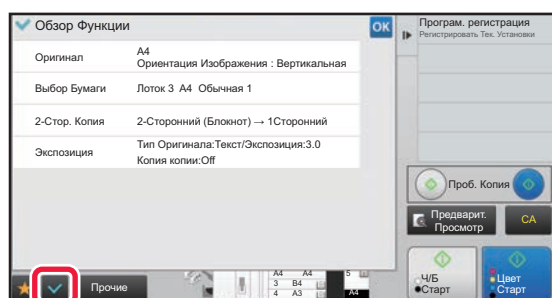 Обзор Функции
OK
Оригинал
A4
Ориентация Изображения : Вертикальная
Выбор Бумаги
Лоток 3 A4 Обычная 1
2-Стор. Копия
2-Сторонний (Блокнот) → 1Сторонний
Экспозиция
Тип Оригинала:Текст/Экспозиция:3.0
Копия копии:Off
Прочие
A4 A4
3 B4
4 A3
5
A4
Програм. регистрация
Регистрировать Тек. Установки
Проб. Копия
Предварит.
Просмотр
CA
Ч/Б
Старт
Цвет
Старт